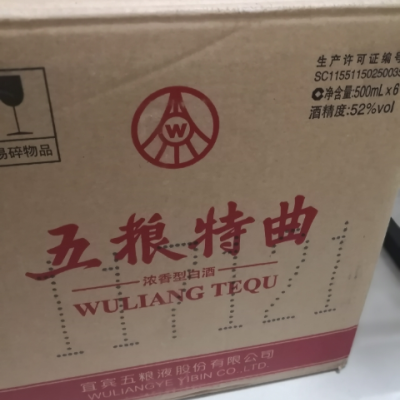 生产许可证编号
SC1155115025003
净含量:500mL×6
酒精度:52%vol
易碎物品
W
五粮特曲
浓香型白酒
WULIANG TEQU
宜宾五粮液股份有限公司
WULIANGYE YIBIN CO.,LTD.